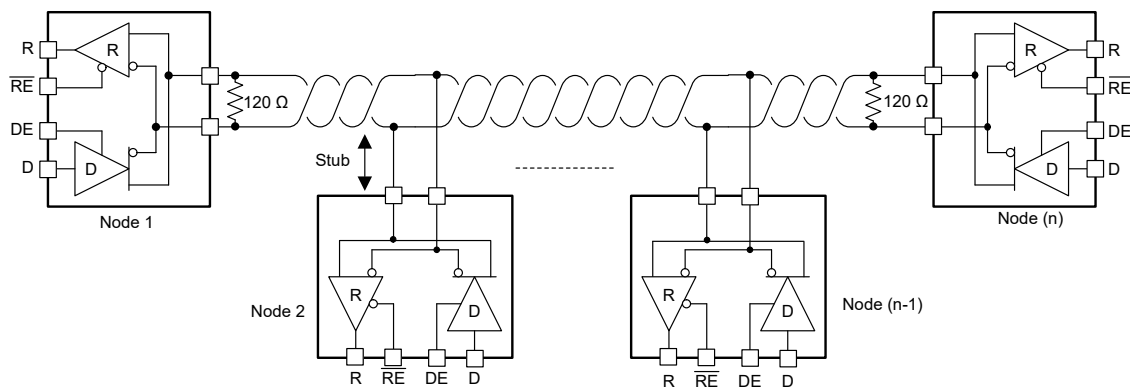 R
R
RE
DE
D
D
Node 1
120 Ω
Stub
120 Ω
R
R
RE
DE
D
D
Node (n)
R
D
Node 2
R RE DE D
R
D
Node (n-1)
R RE DE D